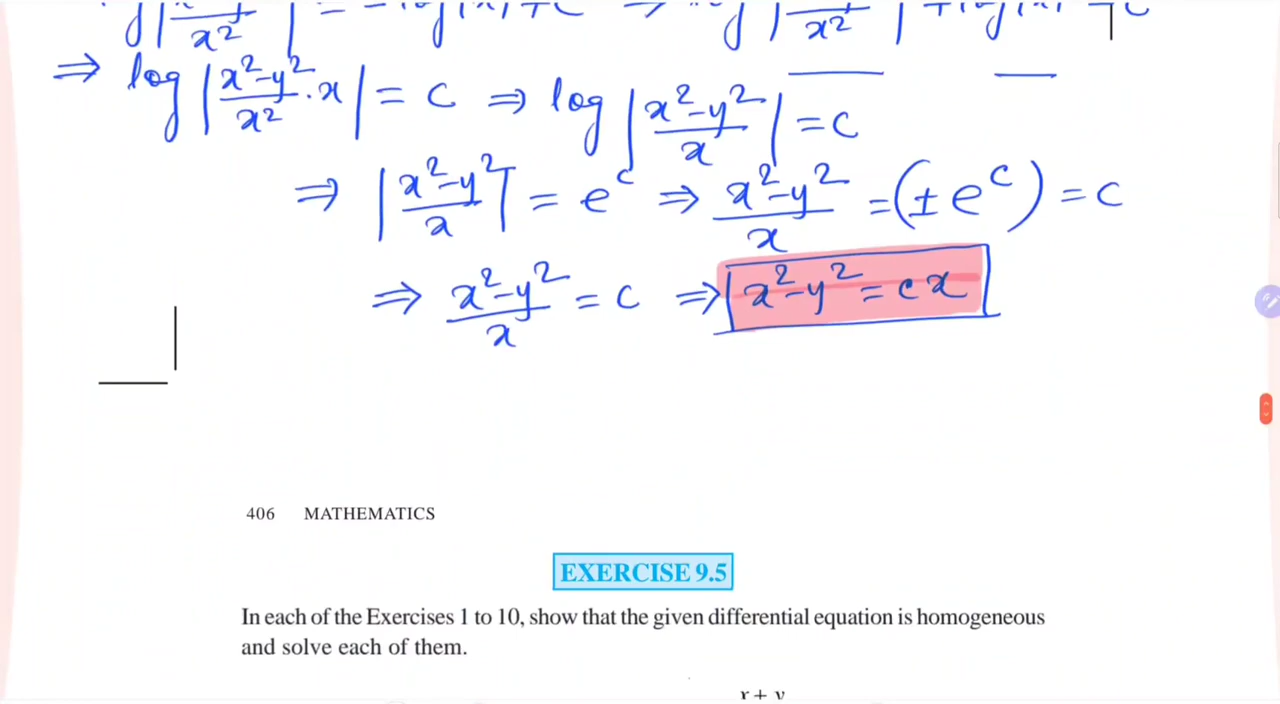 ⇒ log |x²-y²/x² · x| = c ⇒ log |x²-y²/x| = c
⇒ |x²-y²/x| = e^c ⇒ x²-y²/x = (± e^c) = c
⇒ x²-y²/x = c ⇒ x²-y² = cx
406 MATHEMATICS
EXERCISE 9.5
In each of the Exercises 1 to 10, show that the given differential equation is homogeneous
and solve each of them.
x + y